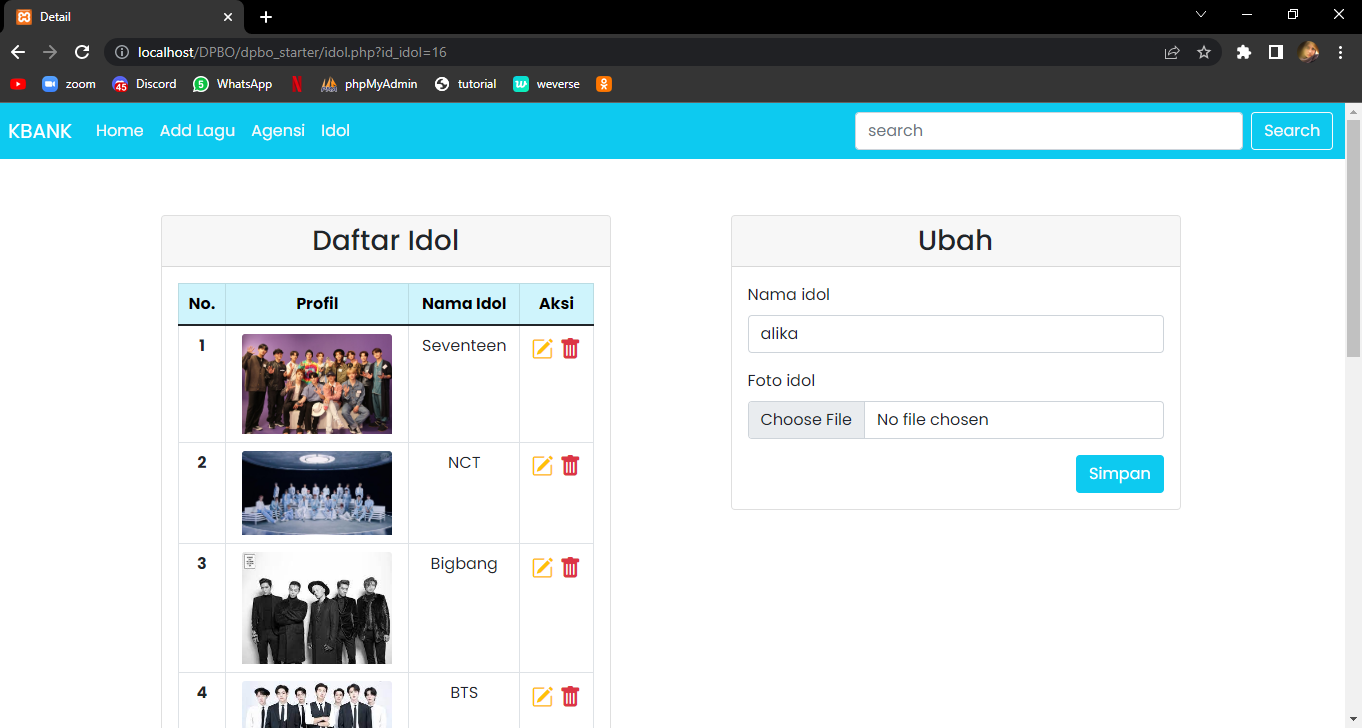 Detail
localhost/DPBO/dpbo_starter/idol.php?id_idol=16
zoom
45
Discord
5
WhatsApp
phpMyAdmin
tutorial
weverse
KBANK Home Add Lagu Agensi Idol
search
Search
Daftar Idol
No. Profil Nama Idol Aksi
1 Seventeen
2 NCT
3 Bigbang
4 BTS
Ubah
Nama idol
alika
Foto idol
Choose File No file chosen
Simpan